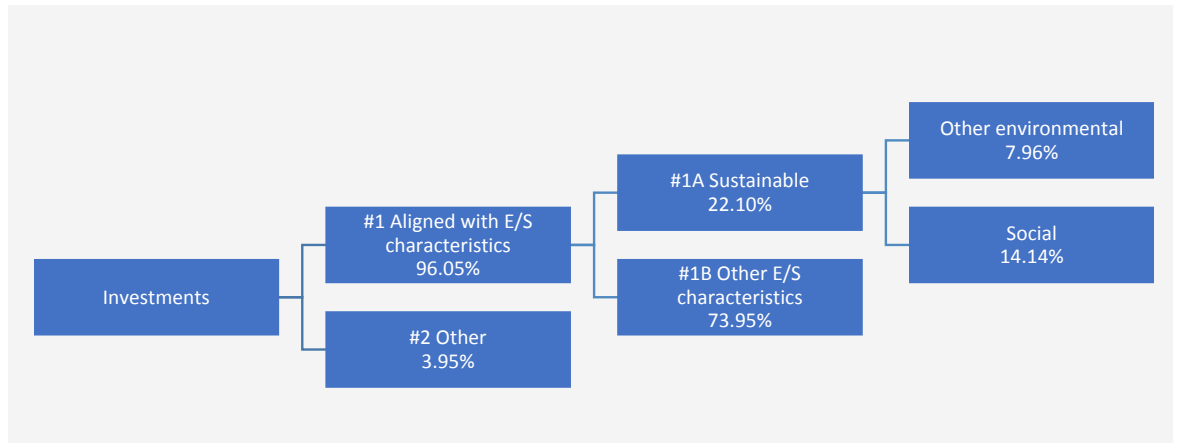 Investments
#1 Aligned with E/S
characteristics
96.05%
#2 Other
3.95%
#1A Sustainable
22.10%
#1B Other E/S
characteristics
73.95%
Other environmental
7.96%
Social
14.14%